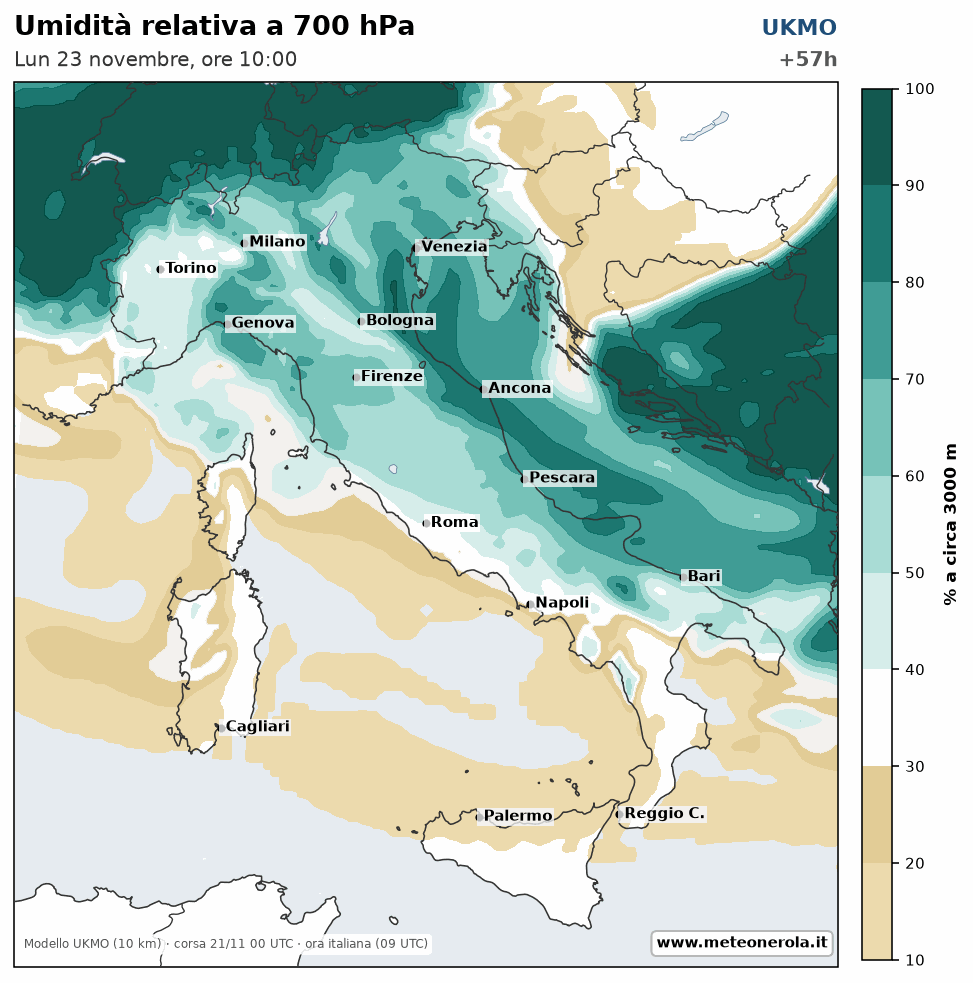 Umidità relativa a 700 hPa
UKMO
Lun 23 novembre, ore 10:00
+57h
100
90
80
70
60
50
40
30
20
10
% a circa 3000 m
Milano
Venezia
Torino
Genova
Bologna
Firenze
Ancona
Pescara
Roma
Bari
Napoli
Cagliari
Palermo
Reggio C.
Modello UKMO (10 km) · corsa 21/11 00 UTC · ora italiana (09 UTC)
www.meteonerola.it